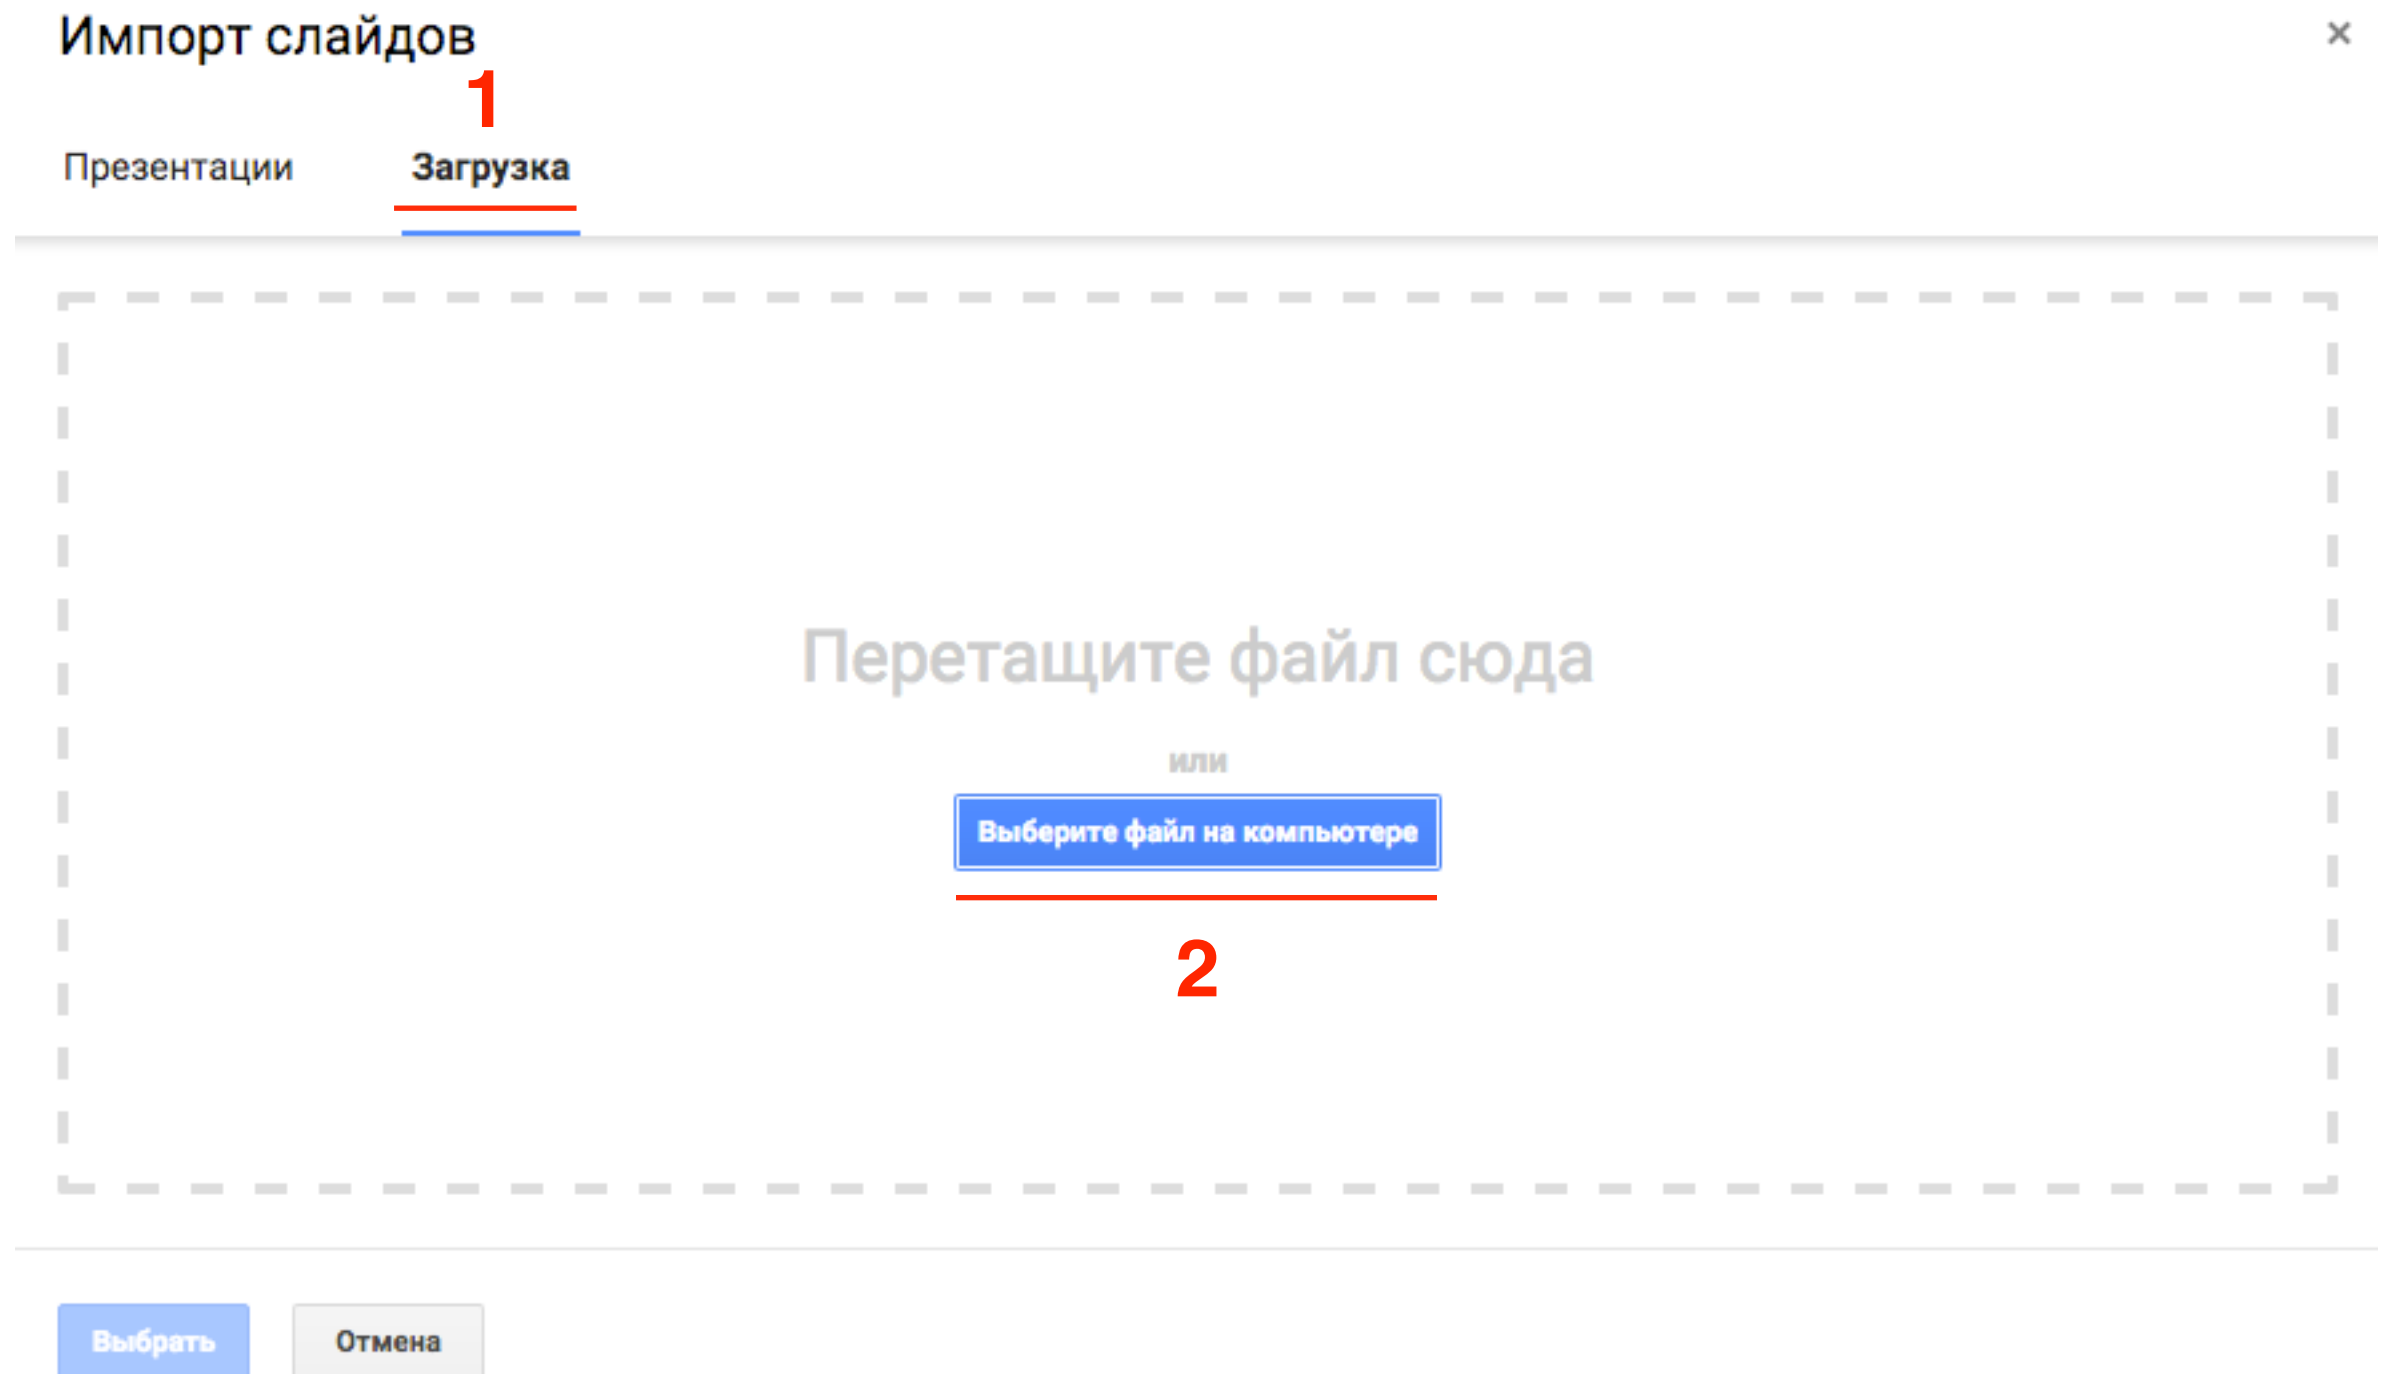 Импорт слайдов ×
1
Презентации Загрузка
Перетащите файл сюда
или
Выберите файл на компьютере
2
Выбрать Отмена